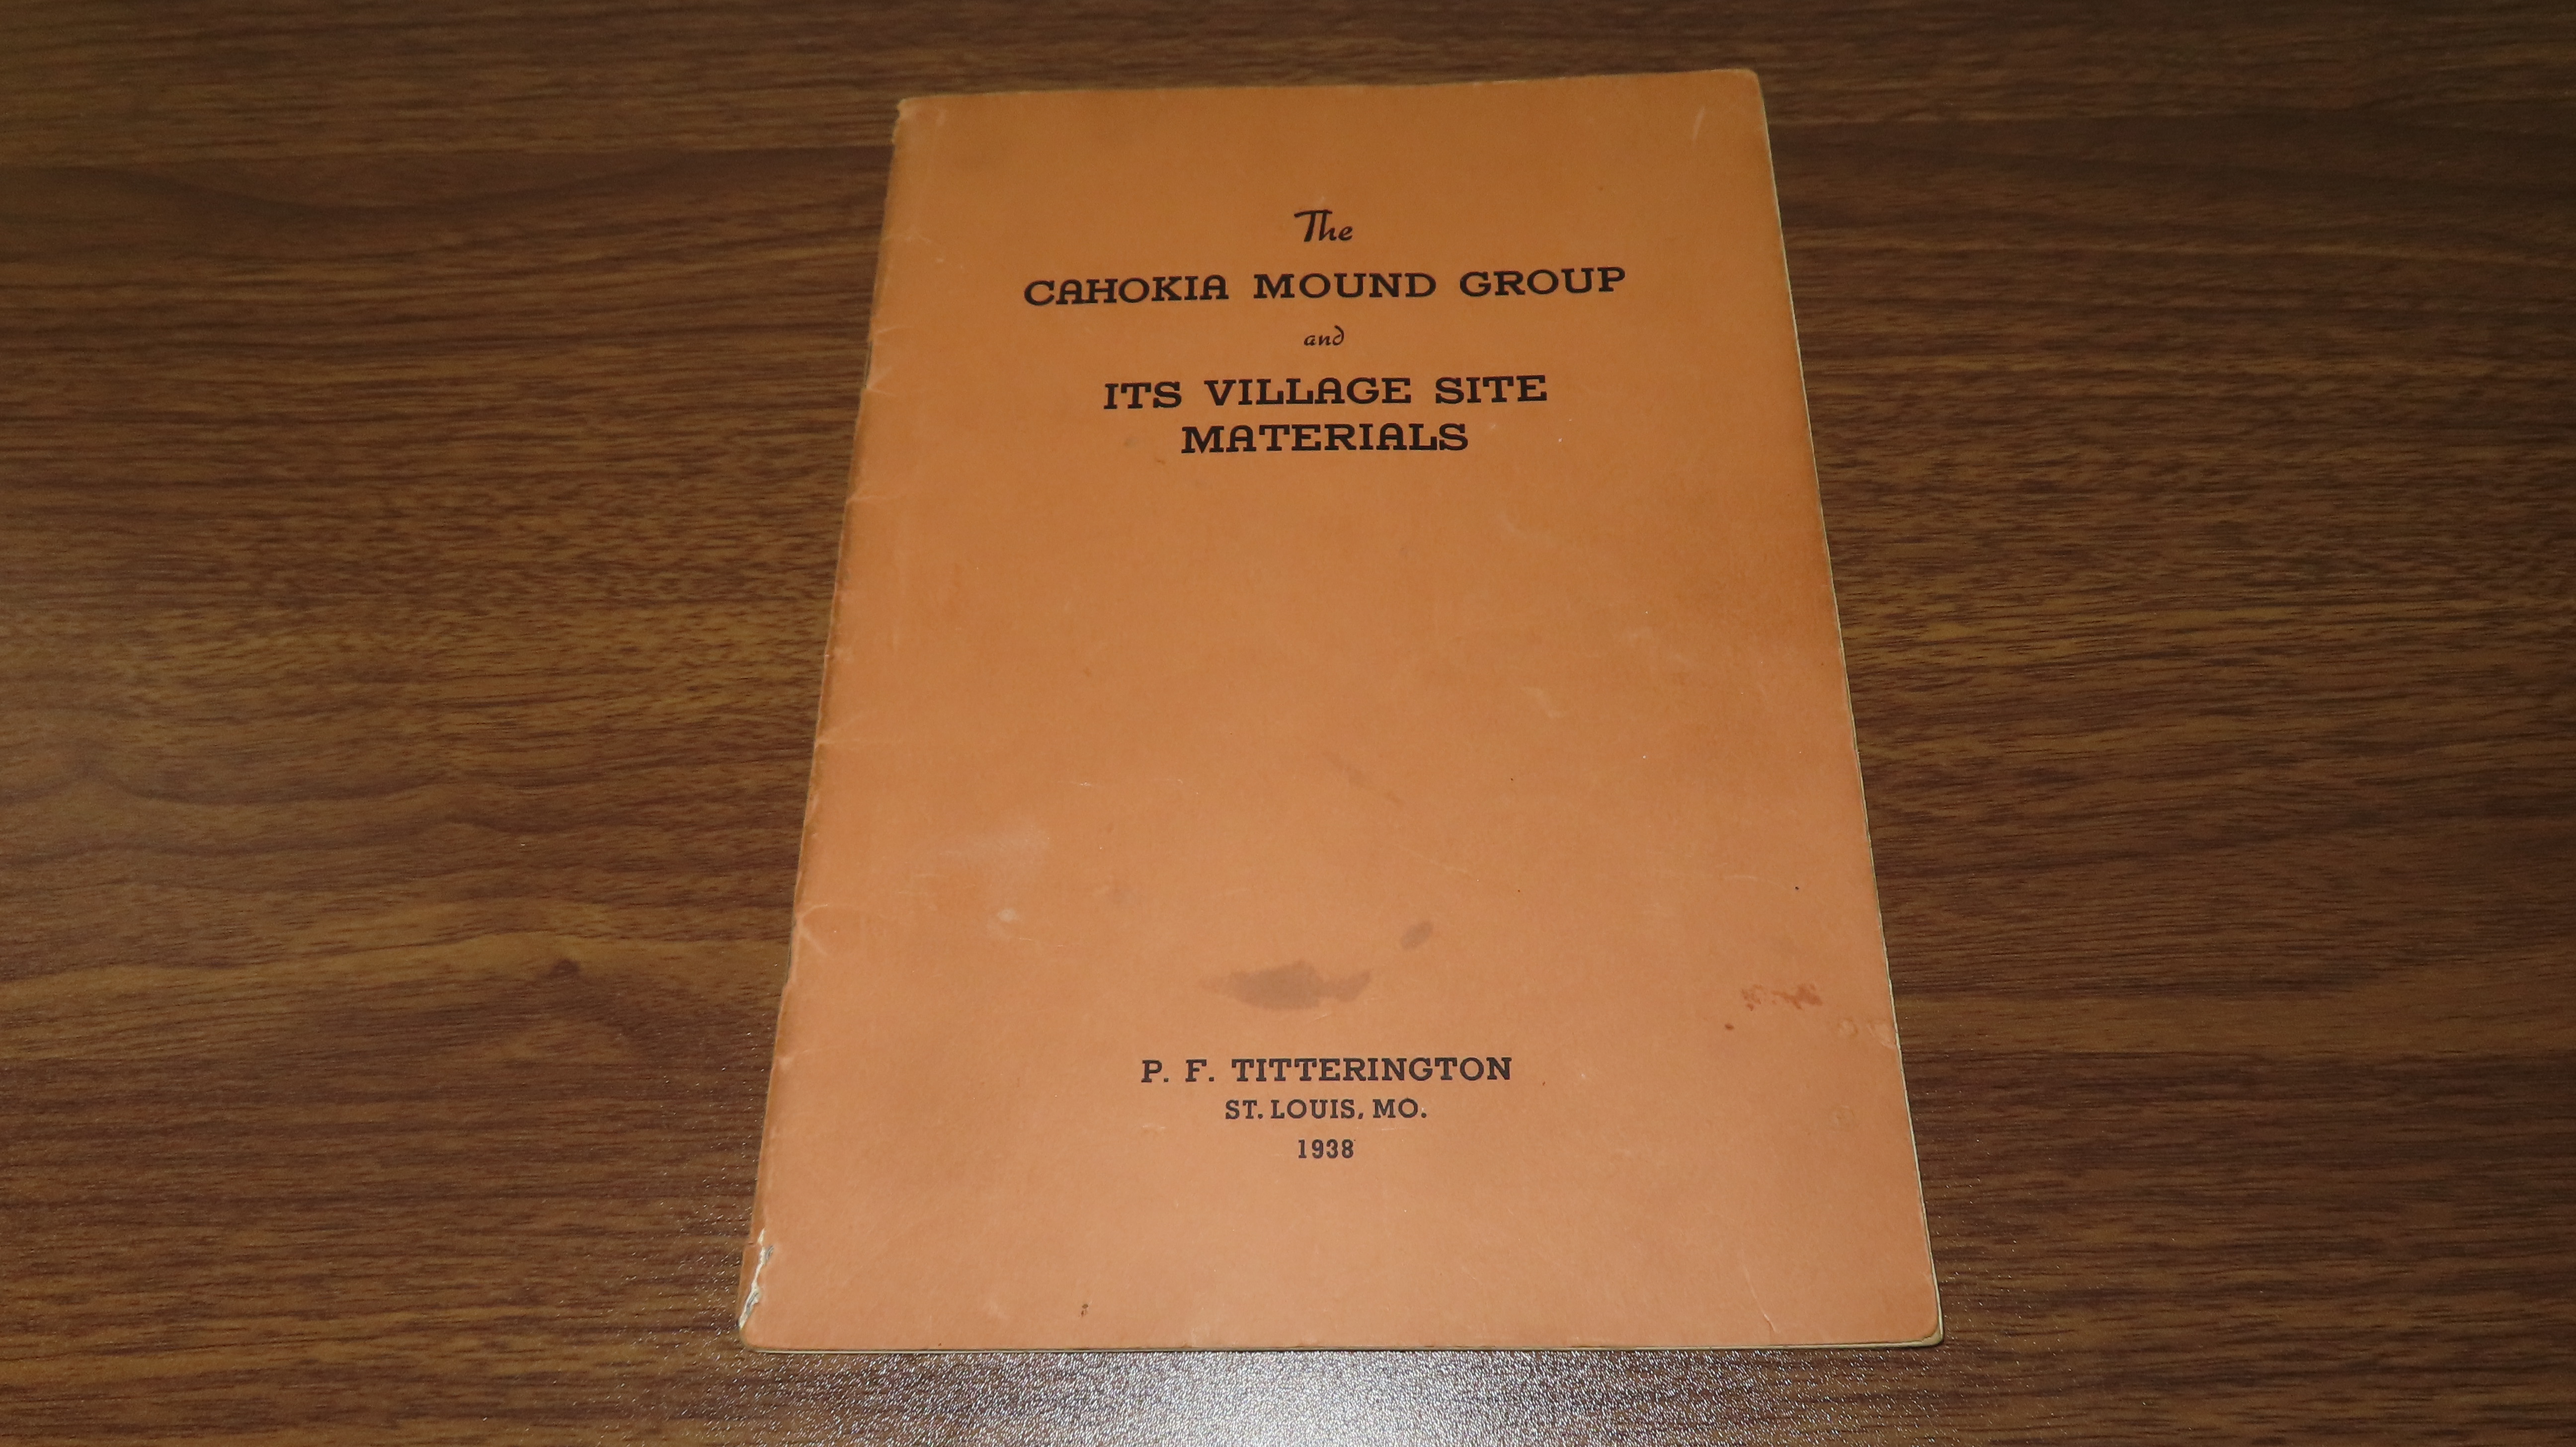 The
CAHOKIA MOUND GROUP
and
ITS VILLAGE SITE
MATERIALS
P. F. TITTERINGTON
ST. LOUIS, MO.
1938